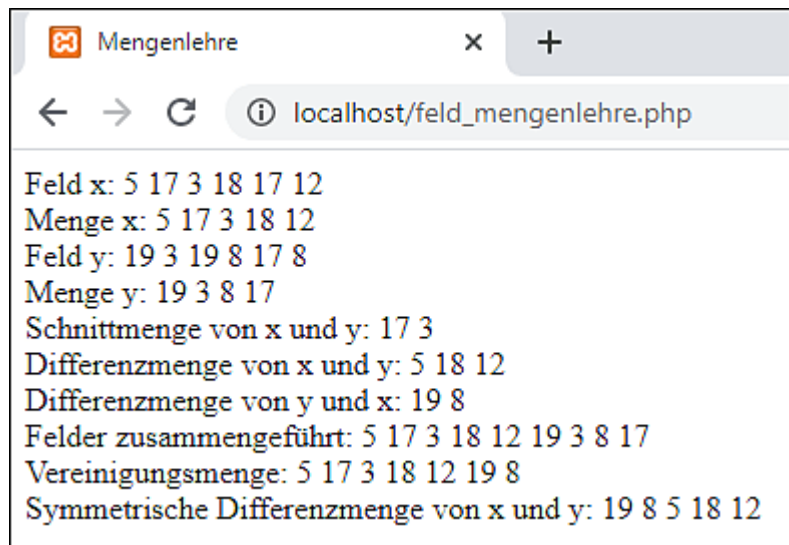 Mengenlehre
localhost/feld_mengenlehre.php
Feld x: 5 17 3 18 17 12
Menge x: 5 17 3 18 12
Feld y: 19 3 19 8 17 8
Menge y: 19 3 8 17
Schnittmenge von x und y: 17 3
Differenzmenge von x und y: 5 18 12
Differenzmenge von y und x: 19 8
Felder zusammengeführt: 5 17 3 18 12 19 3 8 17
Vereinigungsmenge: 5 17 3 18 12 19 8
Symmetrische Differenzmenge von x und y: 19 8 5 18 12